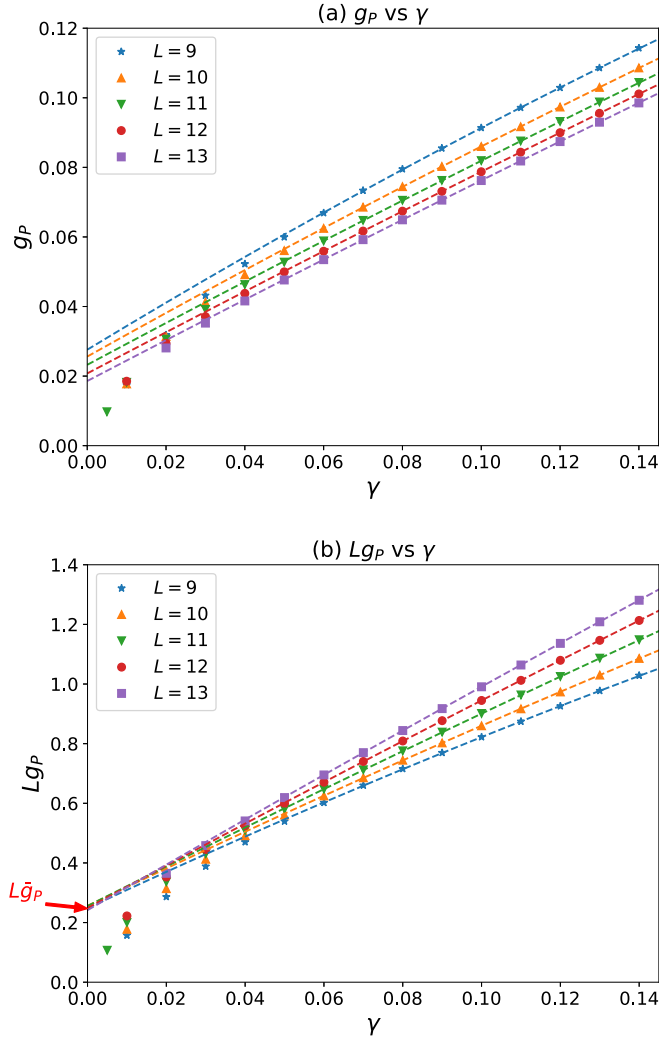 (a) g_P vs γ
0.12
0.10
0.08
0.06
0.04
0.02
0.00
g_P
L = 9
L = 10
L = 11
L = 12
L = 13
0.00 0.02 0.04 0.06 0.08 0.10 0.12 0.14
γ
(b) Lg_P vs γ
1.4
1.2
1.0
0.8
0.6
0.4
0.2
0.0
Lg_P
L = 9
L = 10
L = 11
L = 12
L = 13
Lḡ_P
0.00 0.02 0.04 0.06 0.08 0.10 0.12 0.14
γ